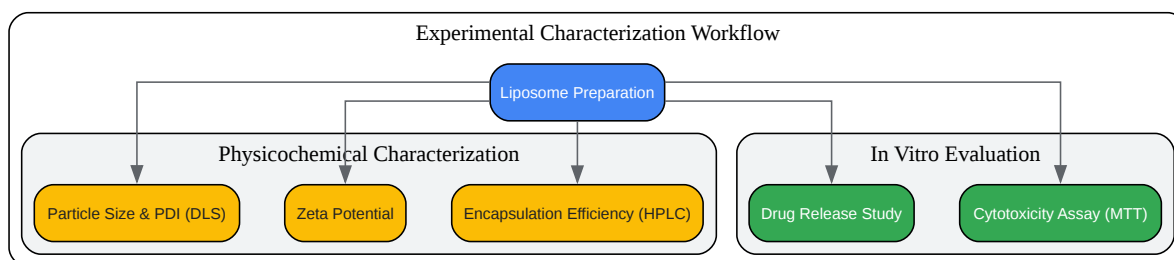 Experimental Characterization Workflow
Liposome Preparation
Physicochemical Characterization
In Vitro Evaluation
Particle Size & PDI (DLS)
Zeta Potential
Encapsulation Efficiency (HPLC)
Drug Release Study
Cytotoxicity Assay (MTT)